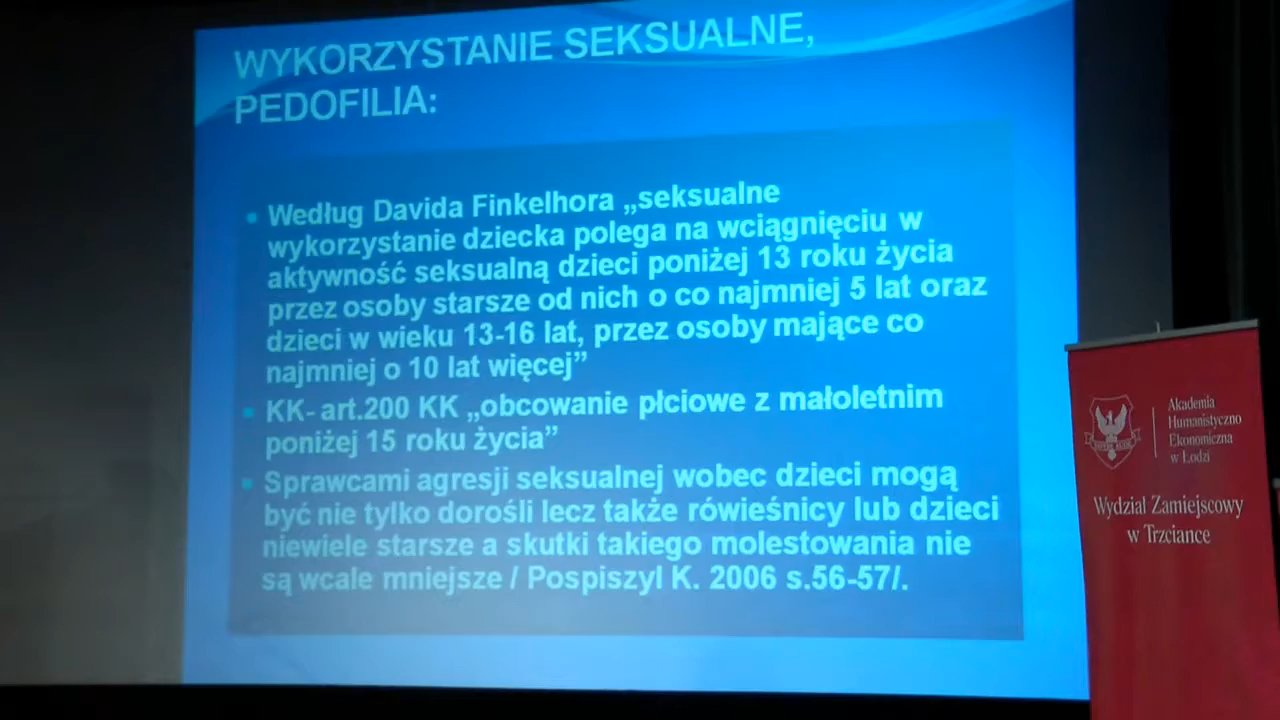 WYKORZYSTANIE SEKSUALNE,
PEDOFILIA:
Według Davida Finkelhora „seksualne
wykorzystanie dziecka polega na wciągnięciu w
aktywność seksualną dzieci poniżej 13 roku życia
przez osoby starsze od nich o co najmniej 5 lat oraz
dzieci w wieku 13-16 lat, przez osoby mające co
najmniej o 10 lat więcej”
KK- art.200 KK „obcowanie płciowe z małoletnim
poniżej 15 roku życia”
Sprawcami agresji seksualnej wobec dzieci mogą
być nie tylko dorośli lecz także rówieśnicy lub dzieci
niewiele starsze a skutki takiego molestowania nie
są wcale mniejsze / Pospiszyl K. 2006 s.56-57/.
Akademia
Humanistyczno
Ekonomiczna
w Łodzi
Wydział Zamiejscowy
w Trzciance